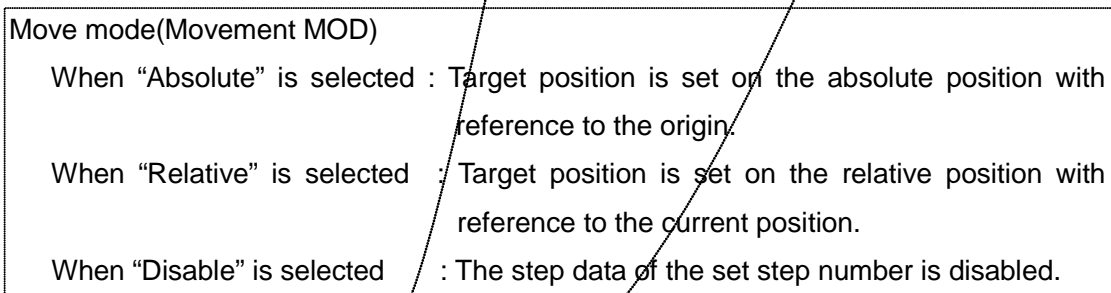 Move mode(Movement MOD)
When “Absolute” is selected : Target position is set on the absolute position with
reference to the origin.
When “Relative” is selected : Target position is set on the relative position with
reference to the current position.
When “Disable” is selected : The step data of the set step number is disabled.